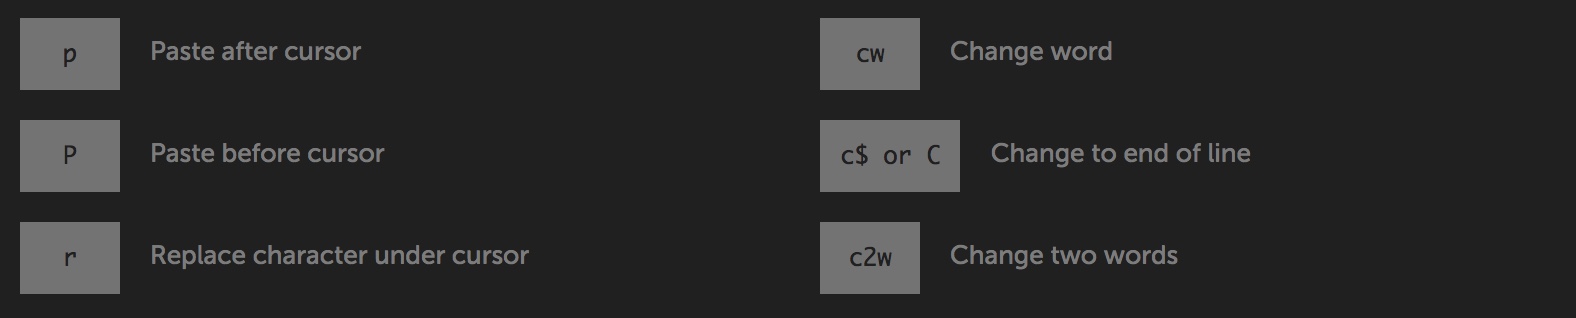 p Paste after cursor
P Paste before cursor
r Replace character under cursor
cw Change word
c$ or C Change to end of line
c2w Change two words